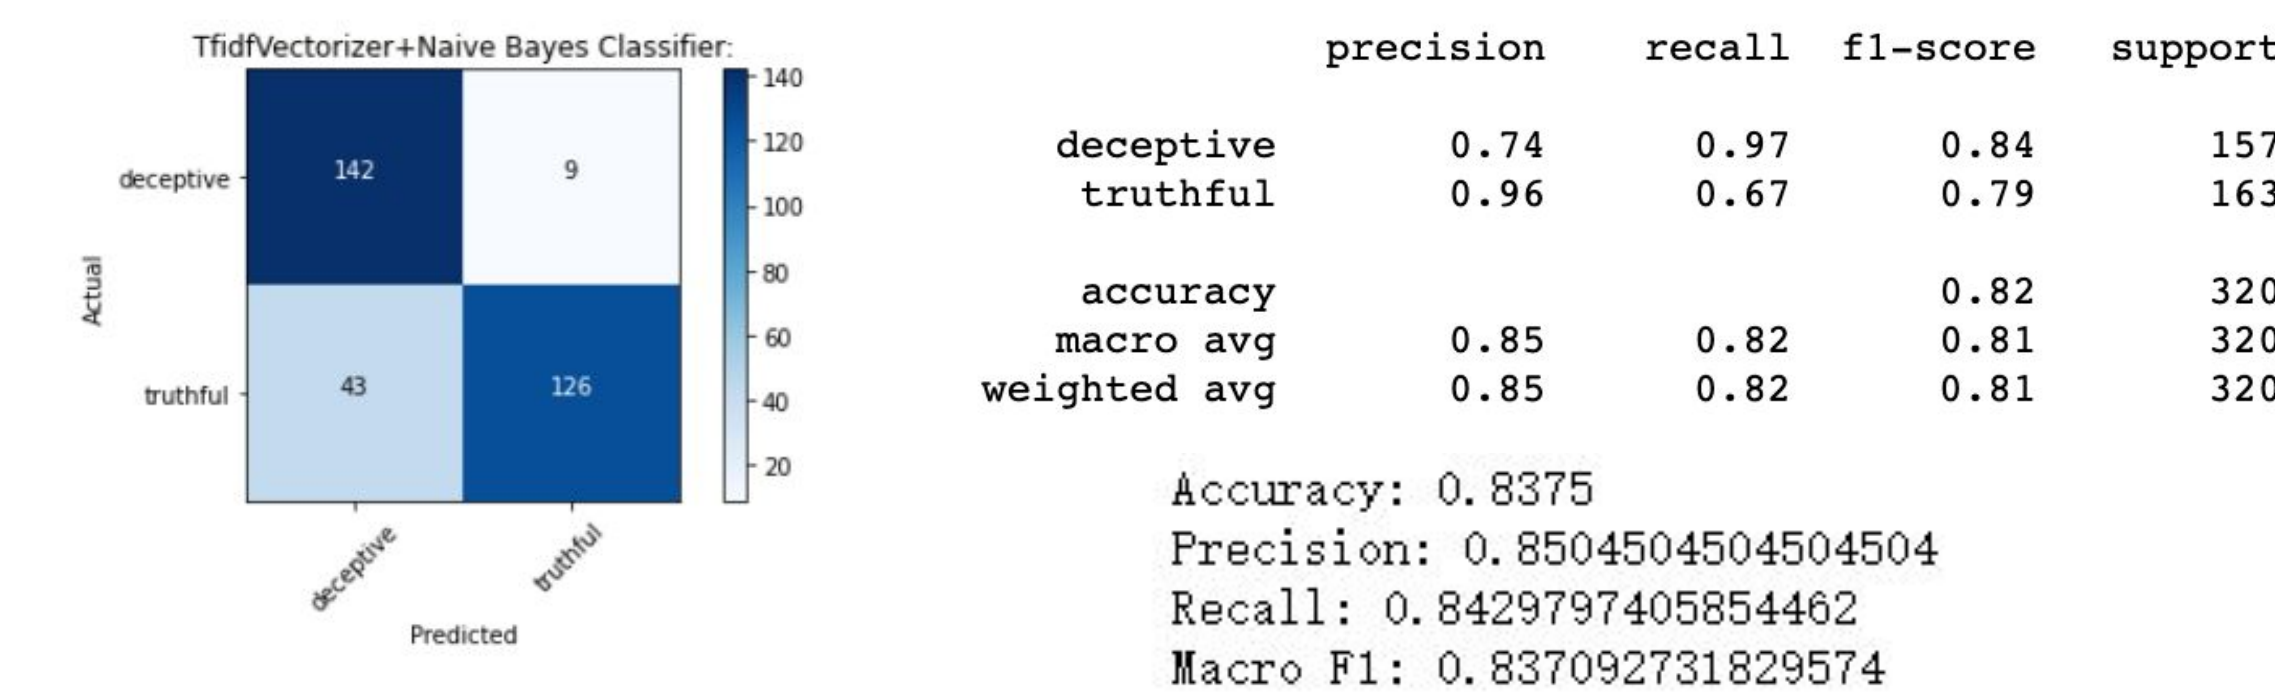 TfidfVectorizer+Naive Bayes Classifier:
142 9
43 126
deceptive
truthful
Actual
deceptive truthful
Predicted
140
120
100
80
60
40
20
precision recall f1-score support
deceptive 0.74 0.97 0.84 157
truthful 0.96 0.67 0.79 163
accuracy 0.82 320
macro avg 0.85 0.82 0.81 320
weighted avg 0.85 0.82 0.81 320
Accuracy: 0.8375
Precision: 0.8504504504504504
Recall: 0.84297974058544​62
Macro F1: 0.837092731829574